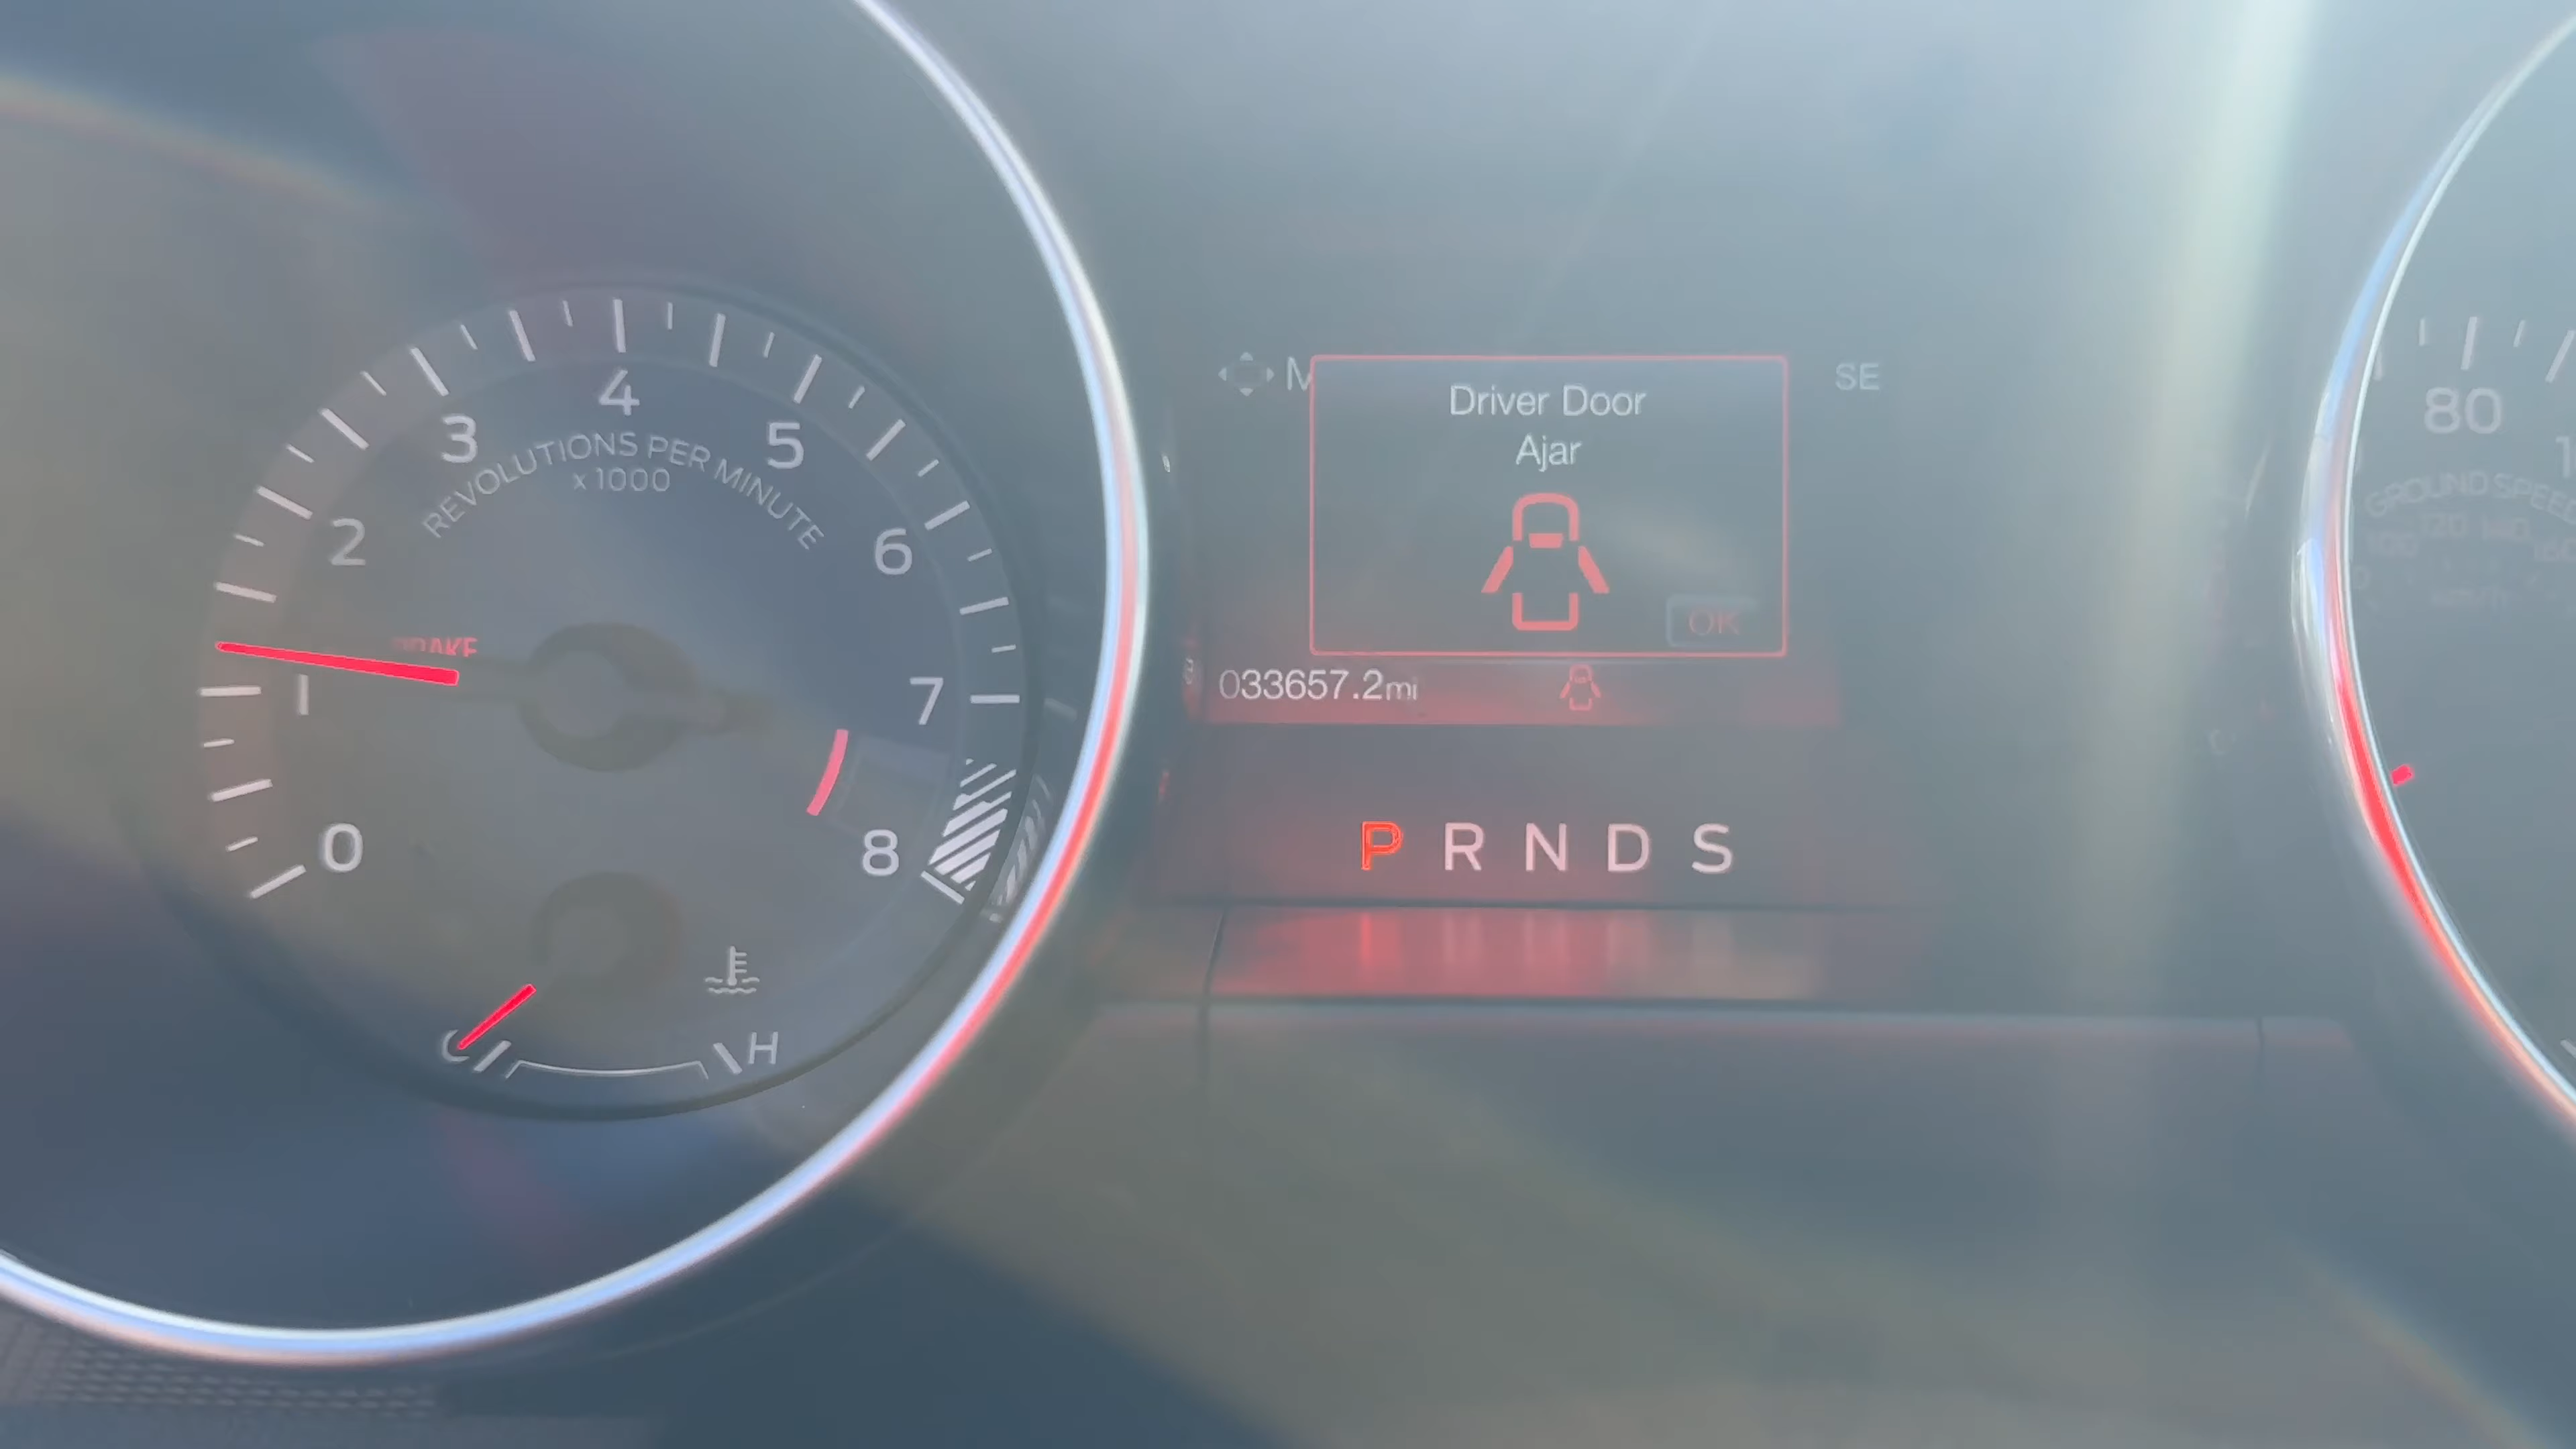 4
3 5
REVOLUTIONS PER MINUTE
x 1000
2 6
BRAKE
1 7
0 8
C H
M
SE
Driver Door
Ajar
OK
033657.2mi
P R N D S
80